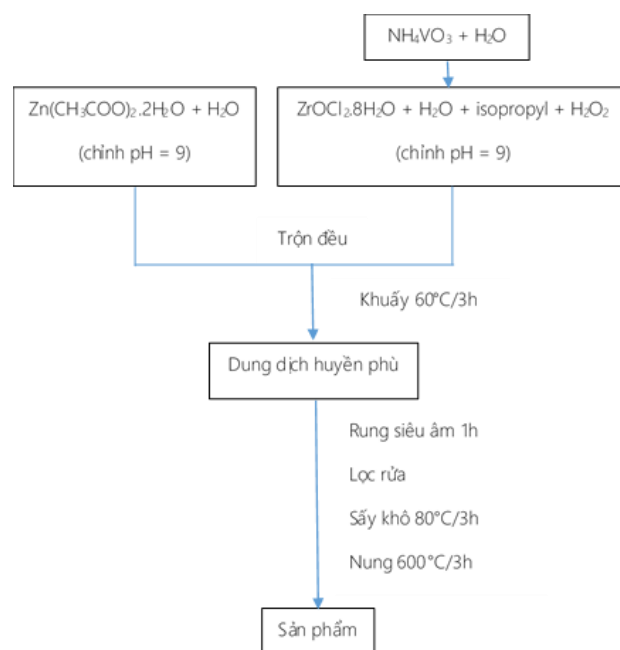 NH₄VO₃ + H₂O
Zn(CH₃COO)₂.2H₂O + H₂O
(chỉnh pH = 9)
ZrOCl₂.8H₂O + H₂O + isopropyl + H₂O₂
(chỉnh pH = 9)
Trộn đều
Khuấy 60°C/3h
Dung dịch huyền phù
Rung siêu âm 1h
Lọc rửa
Sấy khô 80°C/3h
Nung 600°C/3h
Sản phẩm